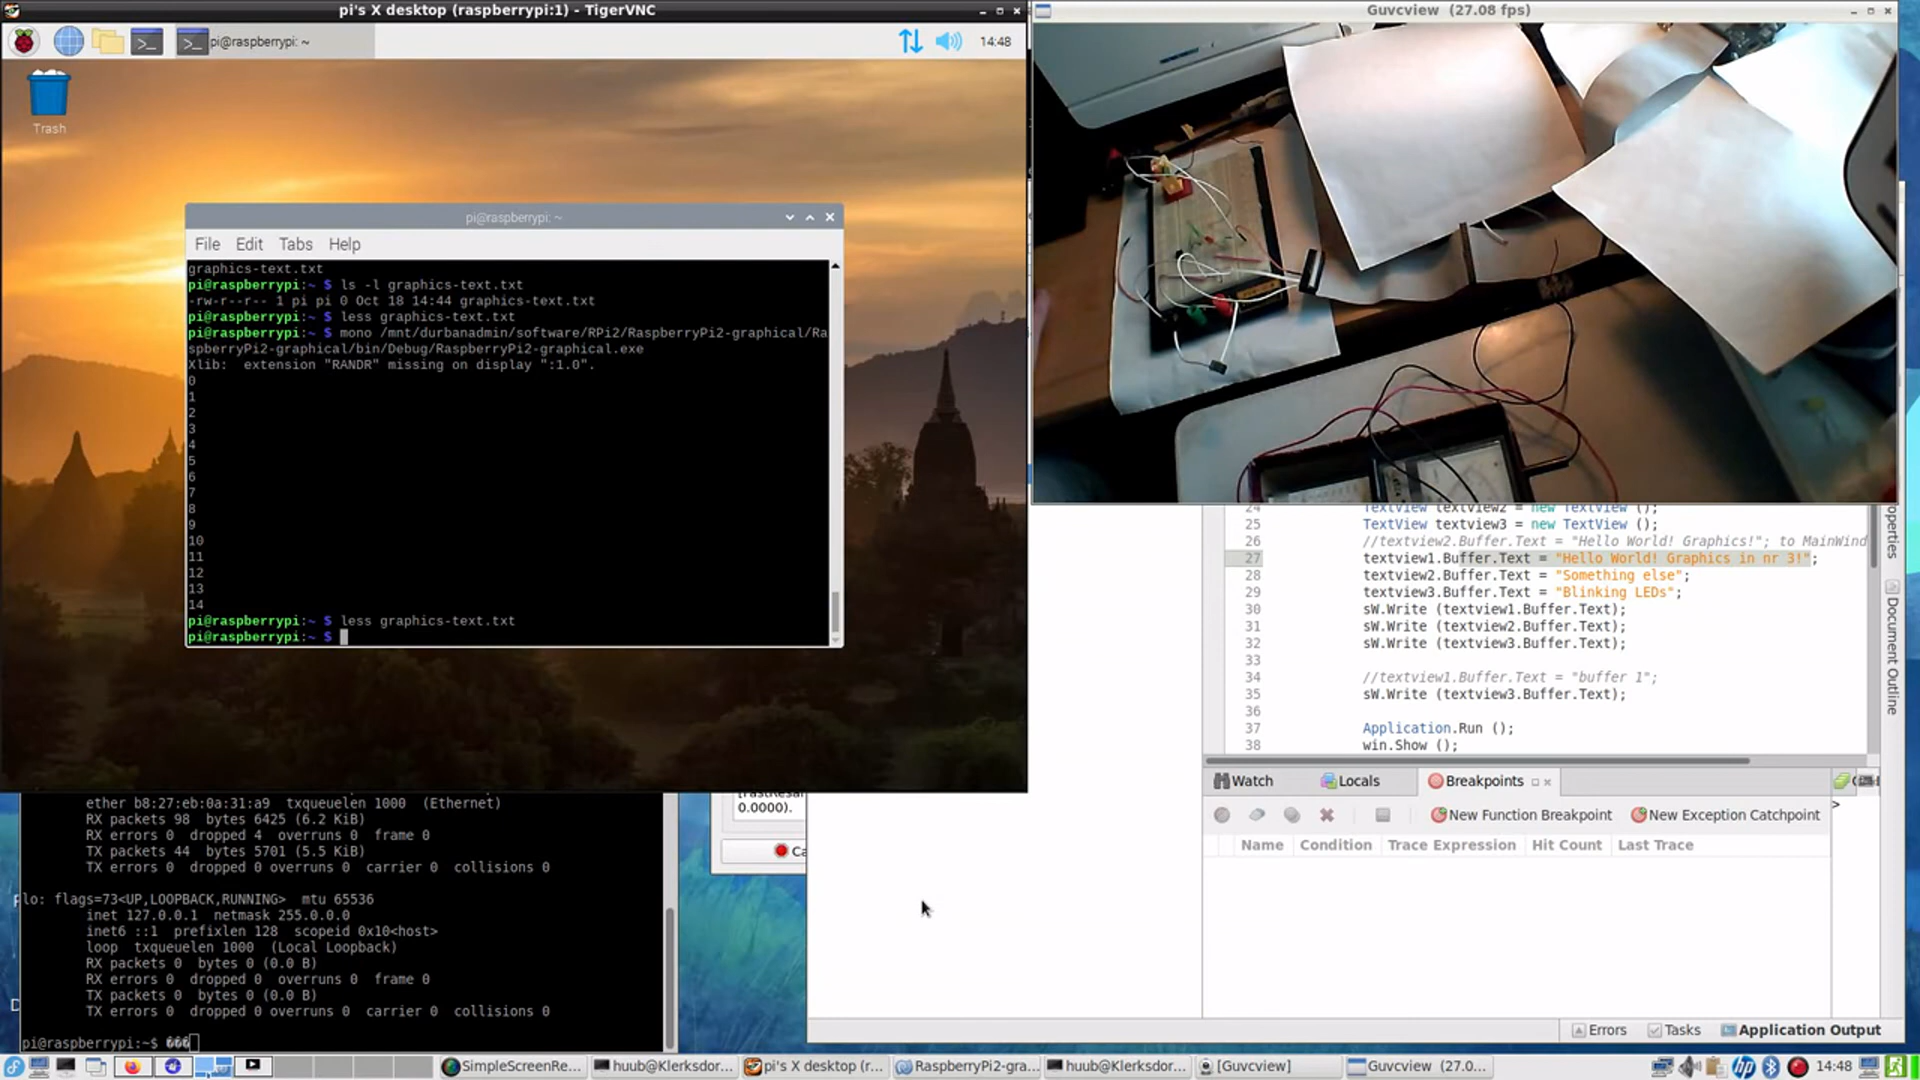 pi's X desktop (raspberrypi:1) - TigerVNC
pi@raspberrypi: ~
14:48
Trash
pi@raspberrypi: ~
File Edit Tabs Help
graphics-text.txt
pi@raspberrypi:~ $ ls -l graphics-text.txt
-rw-r--r-- 1 pi pi 0 Oct 18 14:44 graphics-text.txt
pi@raspberrypi:~ $ less graphics-text.txt
pi@raspberrypi:~ $ mono /mnt/durbanadmin/software/RPi2/RaspberryPi2-graphical/Ra
spberryPi2-graphical/bin/Debug/RaspberryPi2-graphical.exe
Xlib:  extension "RANDR" missing on display ":1.0".
0
1
2
3
4
5
6
7
8
9
10
11
12
13
14
pi@raspberrypi:~ $ less graphics-text.txt
pi@raspberrypi:~ $
ether b8:27:eb:0a:31:a9  txqueuelen 1000  (Ethernet)
RX packets 98  bytes 6425 (6.2 KiB)
RX errors 0  dropped 4  overruns 0  frame 0
TX packets 44  bytes 5701 (5.5 KiB)
TX errors 0  dropped 0 overruns 0  carrier 0  collisions 0
lo: flags=73<UP,LOOPBACK,RUNNING>  mtu 65536
inet 127.0.0.1  netmask 255.0.0.0
inet6 ::1  prefixlen 128  scopeid 0x10<host>
loop  txqueuelen 1000  (Local Loopback)
RX packets 0  bytes 0 (0.0 B)
RX errors 0  dropped 0  overruns 0  frame 0
TX packets 0  bytes 0 (0.0 B)
TX errors 0  dropped 0 overruns 0  carrier 0  collisions 0
pi@raspberrypi:~$ ���
0.0000).
Ca
Guvcview (27.08 fps)
24 TextView textview2 = new TextView ();
25 TextView textview3 = new TextView ();
26 //textview2.Buffer.Text = "Hello World! Graphics!"; to MainWind
27 textview1.Buffer.Text = "Hello World! Graphics in nr 3!";
28 textview2.Buffer.Text = "Something else";
29 textview3.Buffer.Text = "Blinking LEDs";
30 sW.Write (textview1.Buffer.Text);
31 sW.Write (textview2.Buffer.Text);
32 sW.Write (textview3.Buffer.Text);
33
34 //textview1.Buffer.Text = "buffer 1";
35 sW.Write (textview3.Buffer.Text);
36
37 Application.Run ();
38 win.Show ();
operties
Document Outline
Watch Locals Breakpoints
New Function Breakpoint New Exception Catchpoint
>
Name Condition Trace Expression Hit Count Last Trace
Errors Tasks Application Output
SimpleScreenRe... huub@Klerksdor... pi's X desktop (r... RaspberryPi2-gra... huub@Klerksdor... [Guvcview] Guvcview (27.0... 14:48